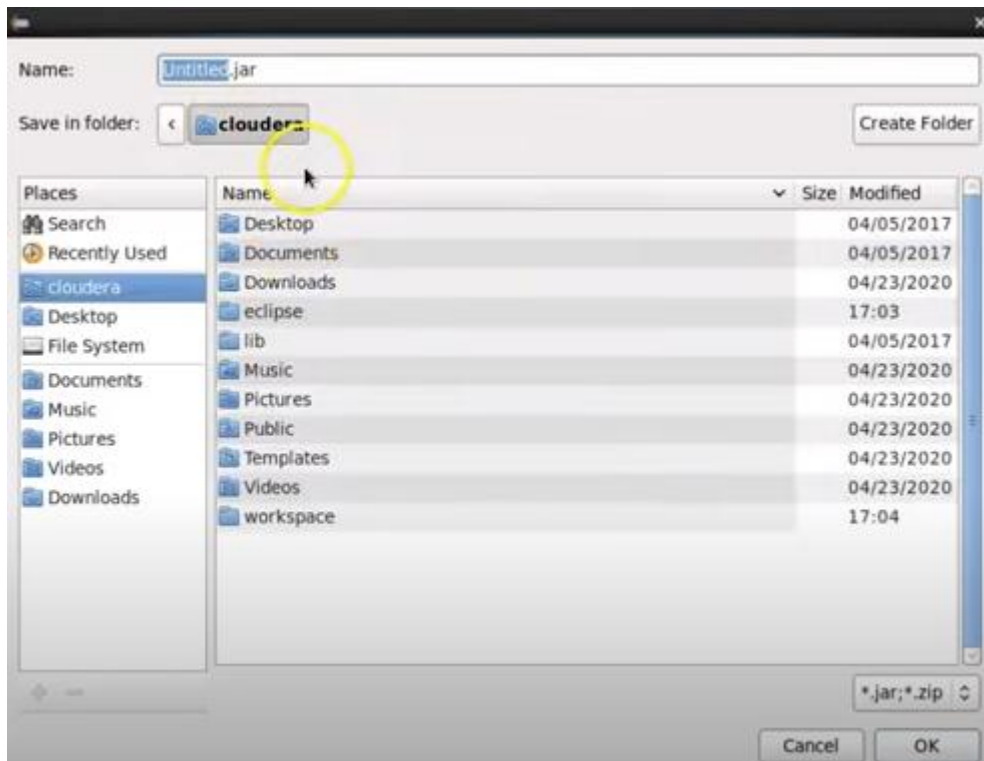 Name: Untitled.jar
Save in folder: < cloudera Create Folder
Places
Search
Recently Used
cloudera
Desktop
File System
Documents
Music
Pictures
Videos
Downloads
Name Size Modified
Desktop 04/05/2017
Documents 04/05/2017
Downloads 04/23/2020
eclipse 17:03
lib 04/05/2017
Music 04/23/2020
Pictures 04/23/2020
Public 04/23/2020
Templates 04/23/2020
Videos 04/23/2020
workspace 17:04
*.jar;*.zip
Cancel OK